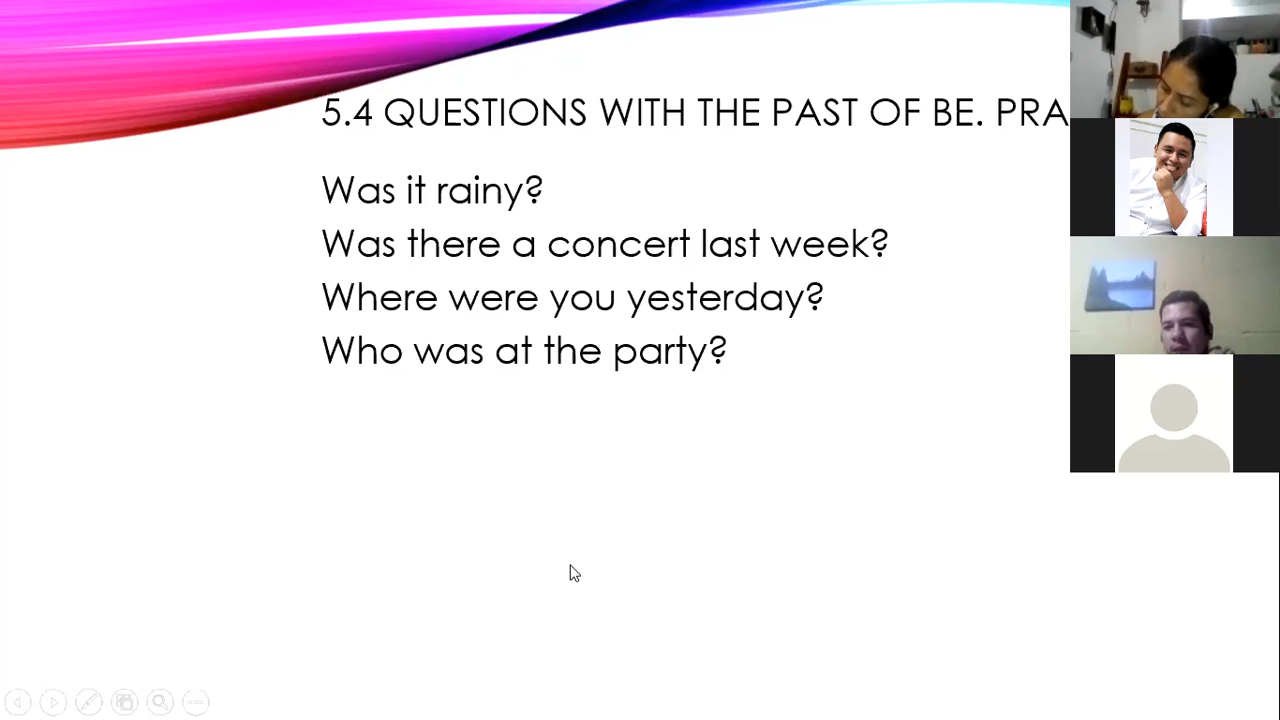 5.4 QUESTIONS WITH THE PAST OF BE. PRA
Was it rainy?
Was there a concert last week?
Where were you yesterday?
Who was at the party?